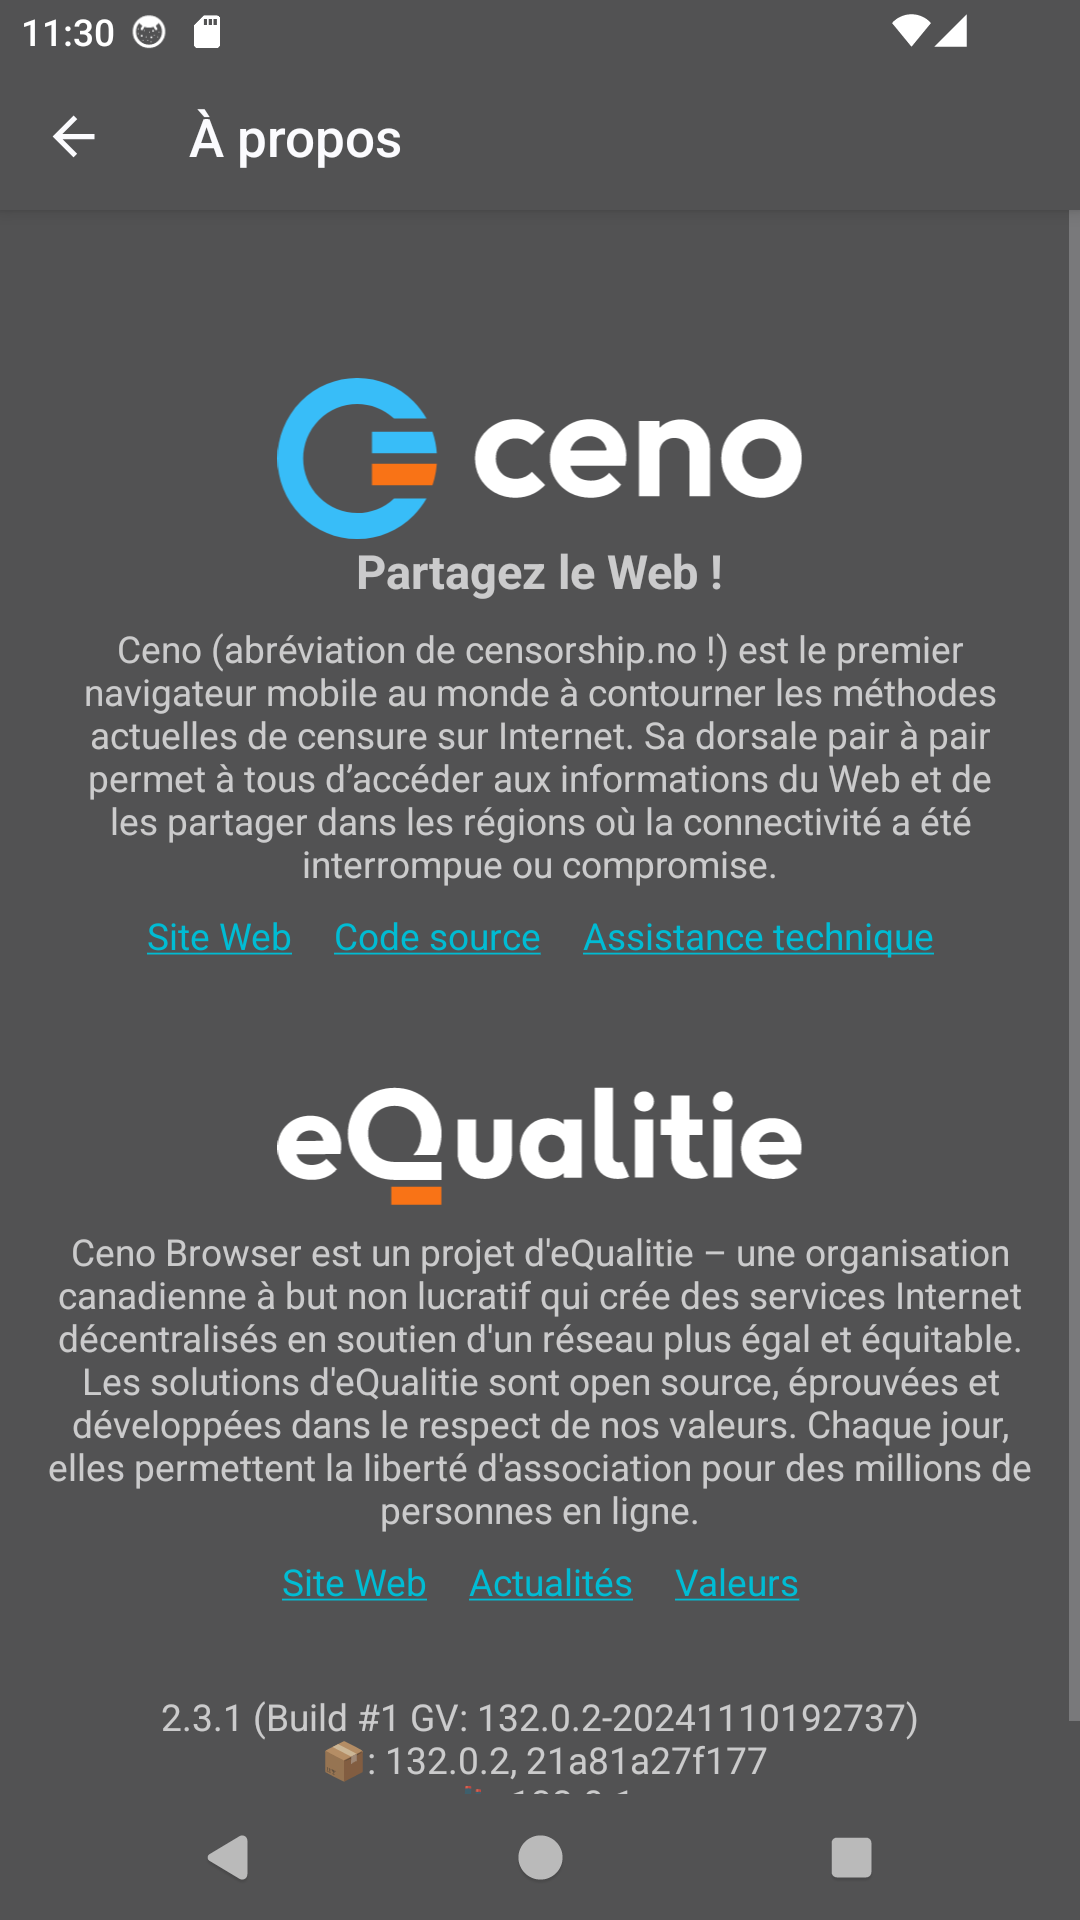 11:30
À propos
ceno
Partagez le Web !
Ceno (abréviation de censorship.no !) est le premier
navigateur mobile au monde à contourner les méthodes
actuelles de censure sur Internet. Sa dorsale pair à pair
permet à tous d’accéder aux informations du Web et de
les partager dans les régions où la connectivité a été
interrompue ou compromise.
Site Web Code source Assistance technique
eQualitie
Ceno Browser est un projet d'eQualitie – une organisation
canadienne à but non lucratif qui crée des services Internet
décentralisés en soutien d'un réseau plus égal et équitable.
Les solutions d'eQualitie sont open source, éprouvées et
développées dans le respect de nos valeurs. Chaque jour,
elles permettent la liberté d'association pour des millions de
personnes en ligne.
Site Web Actualités Valeurs
2.3.1 (Build #1 GV: 132.0.2-20241110192737)
📦: 132.0.2, 21a81a27f177